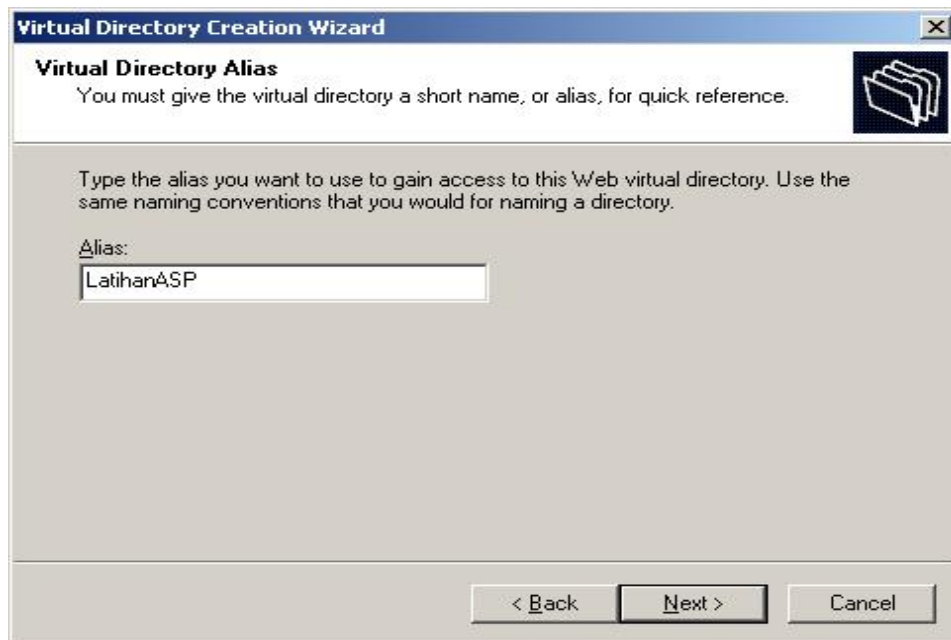 Virtual Directory Creation Wizard
Virtual Directory Alias
You must give the virtual directory a short name, or alias, for quick reference.
Type the alias you want to use to gain access to this Web virtual directory. Use the
same naming conventions that you would for naming a directory.
Alias:
LatihanASP
< Back Next > Cancel